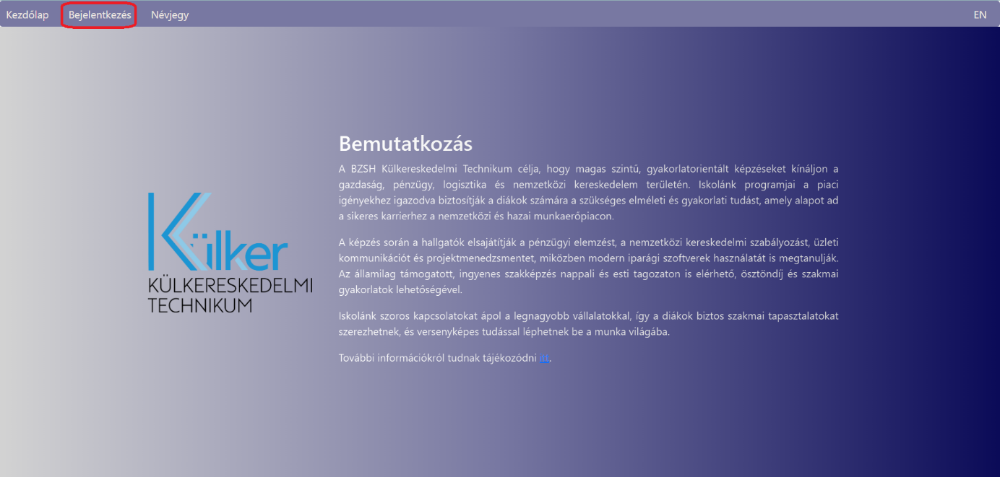 Kezdőlap Bejelentkezés Névjegy EN
Bemutatkozás
A BZSH Külkereskedelmi Technikum célja, hogy magas szintű, gyakorlatorientált képzéseket kínáljon a
gazdaság, pénzügy, logisztika és nemzetközi kereskedelem területén. Iskolánk programjai a piaci
igényekhez igazodva biztosítják a diákok számára a szükséges elméleti és gyakorlati tudást, amely alapot ad
a sikeres karrierhez a nemzetközi és hazai munkaerőpiacon.
A képzés során a hallgatók elsajátítják a pénzügyi elemzést, a nemzetközi kereskedelmi szabályozást, üzleti
kommunikációt és projektmenedzsmentet, miközben modern iparági szoftverek használatát is megtanulják.
Az államilag támogatott, ingyenes szakképzés nappali és esti tagozaton is elérhető, ösztöndíj és szakmai
gyakorlatok lehetőségével.
Iskolánk szoros kapcsolatokat ápol a legnagyobb vállalatokkal, így a diákok biztos szakmai tapasztalatokat
szerezhetnek, és versenyképes tudással léphetnek be a munka világába.
További információkról tudnak tájékozódni itt.
Külker
KÜLKERESKEDELMI
TECHNIKUM